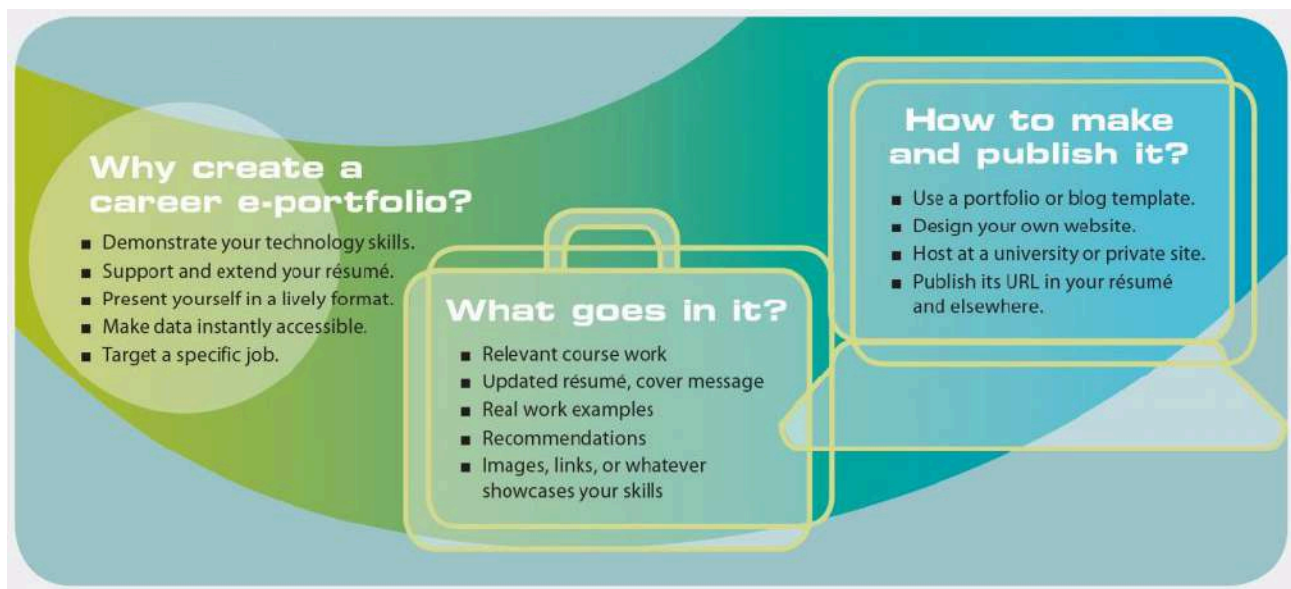 Why create a
career e-portfolio?
■ Demonstrate your technology skills.
■ Support and extend your résumé.
■ Present yourself in a lively format.
■ Make data instantly accessible.
■ Target a specific job.
What goes in it?
■ Relevant course work
■ Updated résumé, cover message
■ Real work examples
■ Recommendations
■ Images, links, or whatever
showcases your skills
How to make
and publish it?
■ Use a portfolio or blog template.
■ Design your own website.
■ Host at a university or private site.
■ Publish its URL in your résumé
and elsewhere.